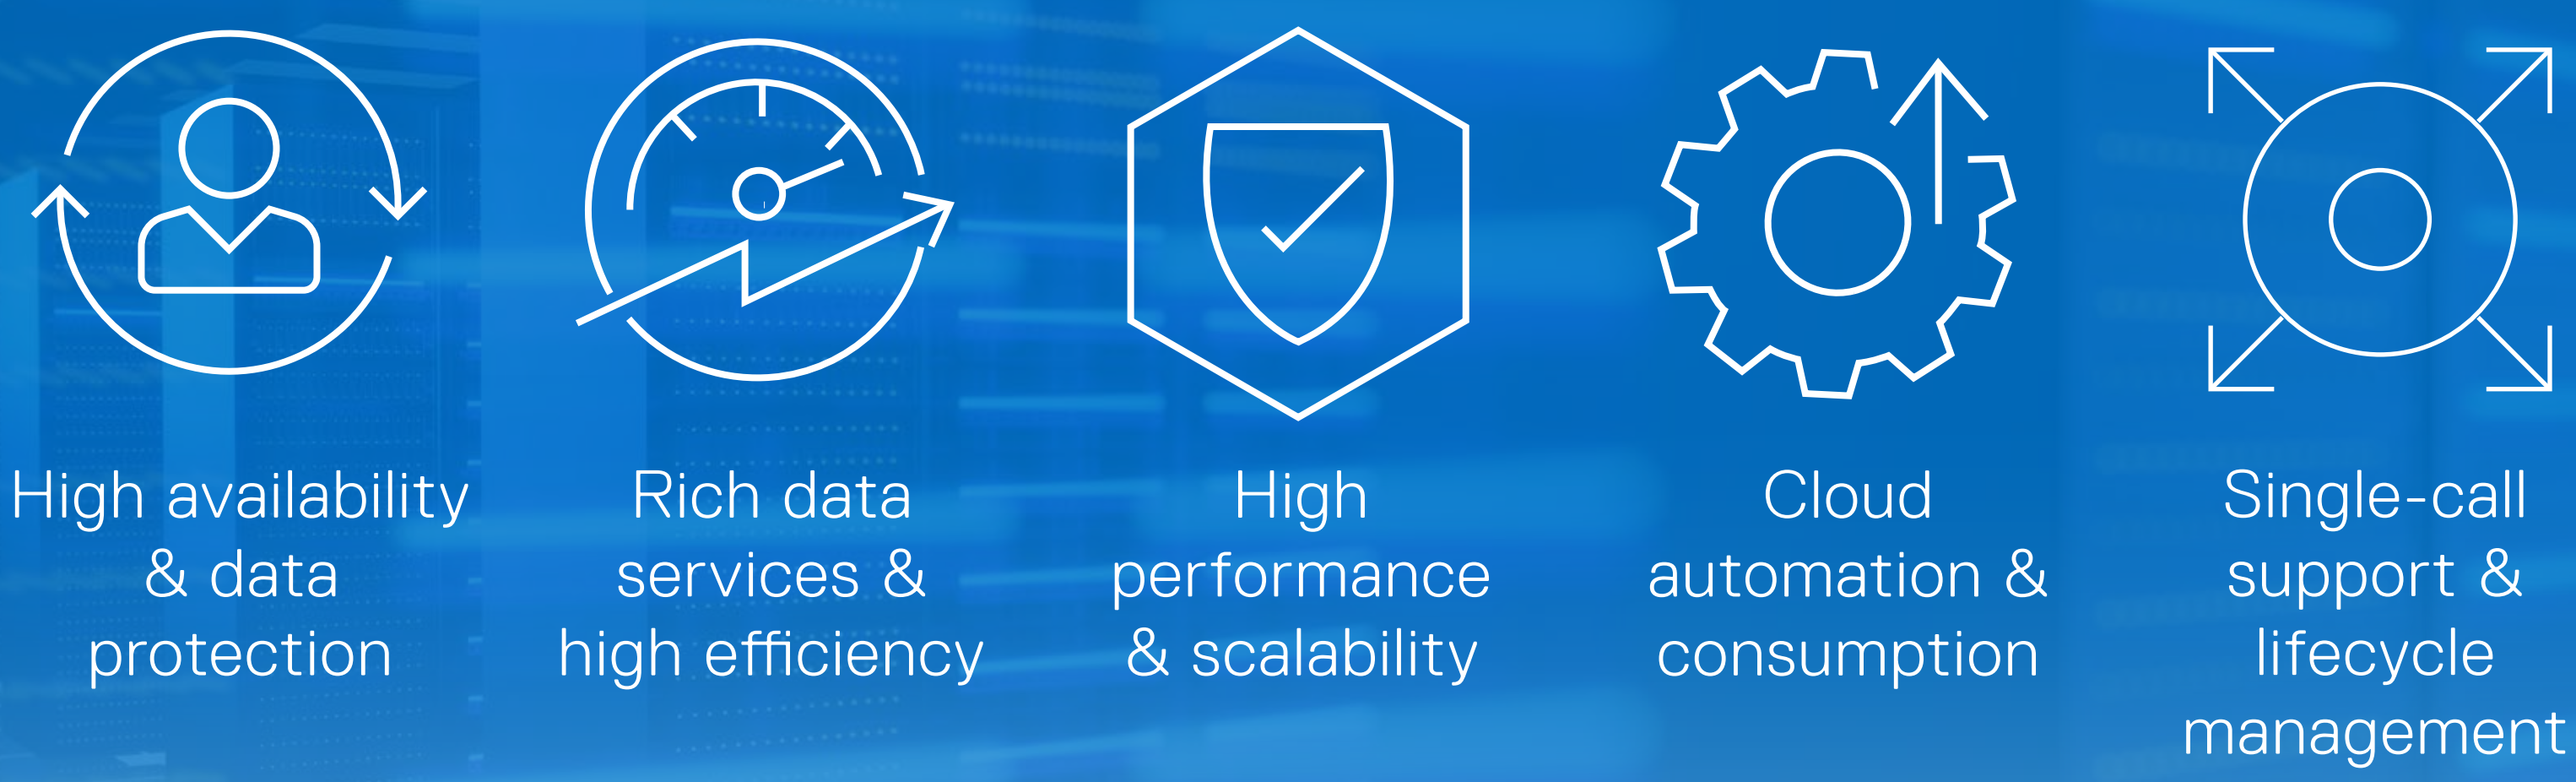 High availability
& data
protection
Rich data
services &
high efficiency
High
performance
& scalability
Cloud
automation &
consumption
Single-call
support &
lifecycle
management